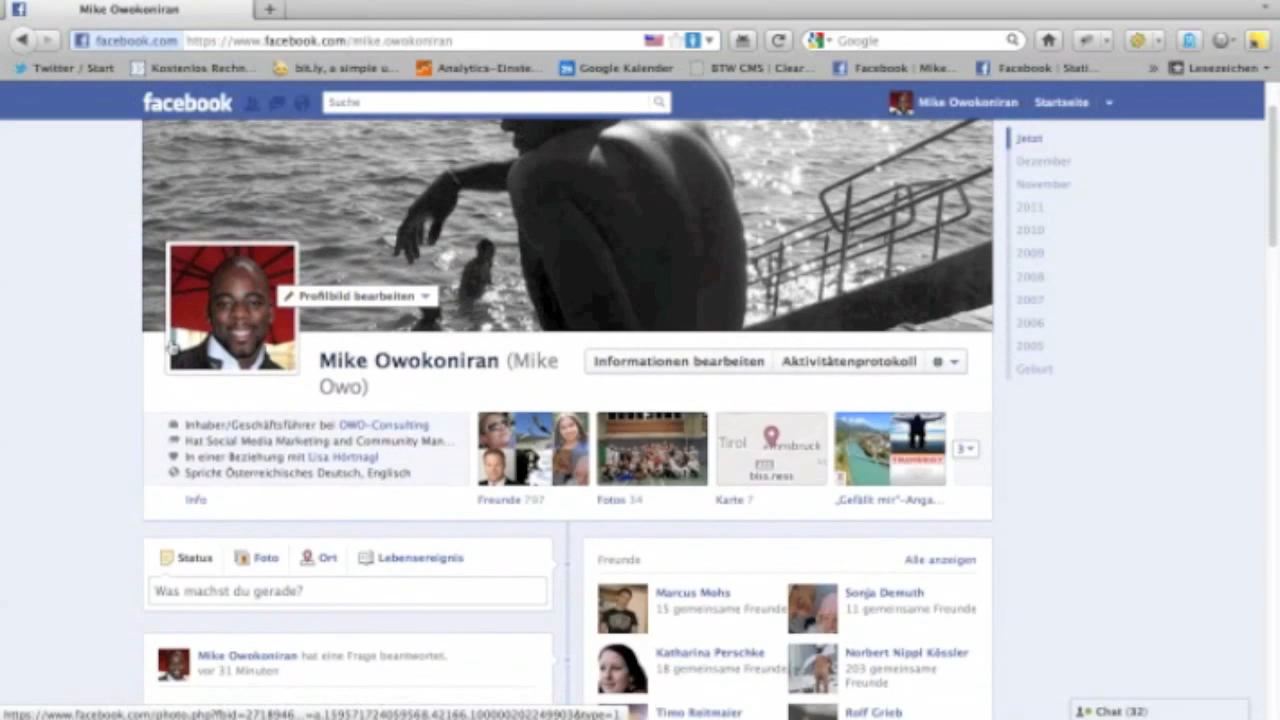 Mike Owokoniran
facebook.com https://www.facebook.com/mike.owokoniran
Google
Twitter / Start
Kostenlos Rechn...
bit.ly, a simple u...
Analytics-Einste...
Google Kalender
BTW CMS | Clear...
Facebook | Mike...
Facebook | Stati...
Lesezeichen
facebook
Suche
Mike Owokoniran
Startseite
Jetzt
Dezember
November
2011
2010
2009
2008
2007
2006
2005
Geburt
Profilbild bearbeiten
Mike Owokoniran (Mike
Owo)
Informationen bearbeiten
Aktivitätenprotokoll
Inhaber/Geschäftsführer bei OWO-Consulting
Hat Social Media Marketing and Community Man...
In einer Beziehung mit Lisa Hörtnagl
Spricht Österreichisches Deutsch, Englisch
Info
Tirol
Freunde 797
Fotos 34
Karte 7
„Gefällt mir“-Anga...
3
Status
Foto
Ort
Lebensereignis
Was machst du gerade?
Mike Owokoniran hat eine Frage beantwortet.
vor 31 Minuten
Freunde
Alle anzeigen
Marcus Mohs
15 gemeinsame Freunde
Sonja Demuth
11 gemeinsame Freunde
Katharina Perschke
18 gemeinsame Freunde
Norbert Nippl Kössler
203 gemeinsame
Freunde
Timo Reitmaier
Rolf Grieb
Chat (32)